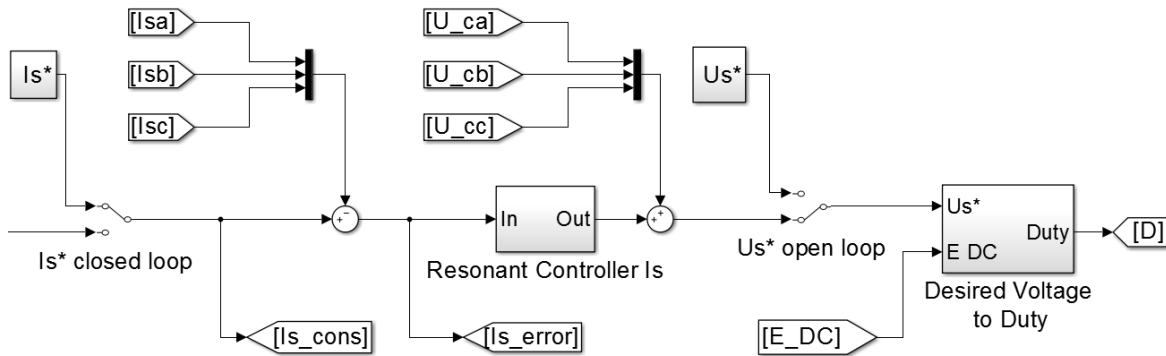 [Isa]
[Isb]
[Isc]
[U_ca]
[U_cb]
[U_cc]
Is*
Us*
Is* closed loop
+
−
In
Out
Resonant Controller Is
+
+
Us* open loop
Us*
E DC
Duty
Desired Voltage
to Duty
[D]
[Is_cons]
[Is_error]
[E_DC]